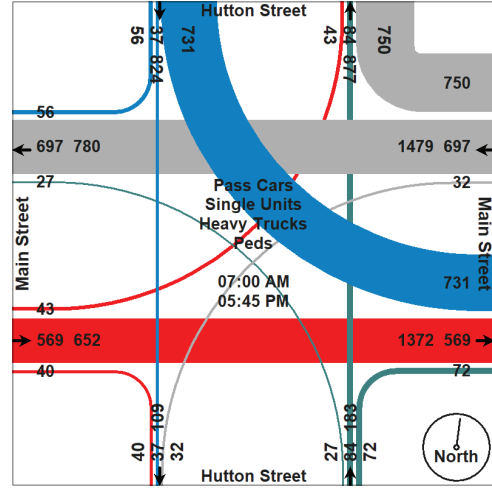 Hutton Street
56
37 824
731
43
84 877
750
750
56
697 780
1479 697
27
32
Pass Cars
Single Units
Heavy Trucks
Peds
Main Street
Main Street
07:00 AM
05:45 PM
731
43
569 652
1372 569
40
72
40
37 109
32
27
84 183
72
North
Hutton Street